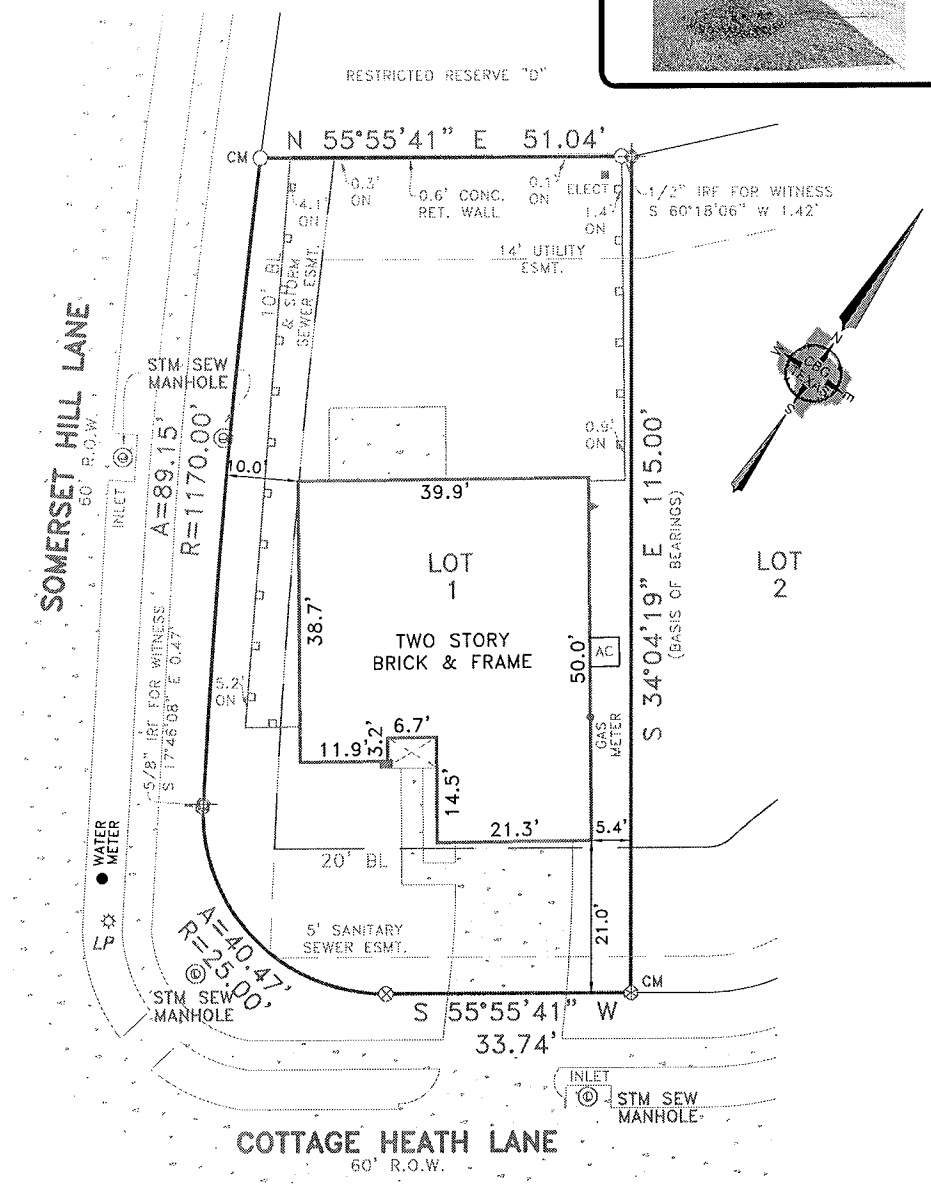 RESTRICTED RESERVE "D"
N 55°55'41" E 51.04'
CM
0.3'
ON
0.6' CONC.
RET. WALL
0.1'
ON
ELECT
1/2" IRF FOR WITNESS
S 60°18'06" W 1.42'
4.1'
ON
1.4'
ON
14' UTILITY
ESMT.
10' BL
& STORM
SEWER ESMT.
N
W
E
S
CBG
TEXAS
SOMERSET HILL LANE
60' R.O.W.
STM SEW
MANHOLE
INLET
A=89.15'
R=1170.00'
10.0'
0.9'
ON
39.9'
LOT
1
TWO STORY
BRICK & FRAME
38.7'
50.0'
AC
GAS
METER
S 34°04'19" E 115.00'
(BASIS OF BEARINGS)
LOT
2
5/8" IRF FOR WITNESS
S 17°46'08" E 0.47'
5.2'
ON
11.9'
3.2'
6.7'
14.5'
21.3'
5.4'
WATER
METER
LP
20' BL
5' SANITARY
SEWER ESMT.
21.0'
A=40.47'
R=25.00'
STM SEW
MANHOLE
CM
S 55°55'41" W
33.74'
INLET
STM SEW
MANHOLE
COTTAGE HEATH LANE
60' R.O.W.